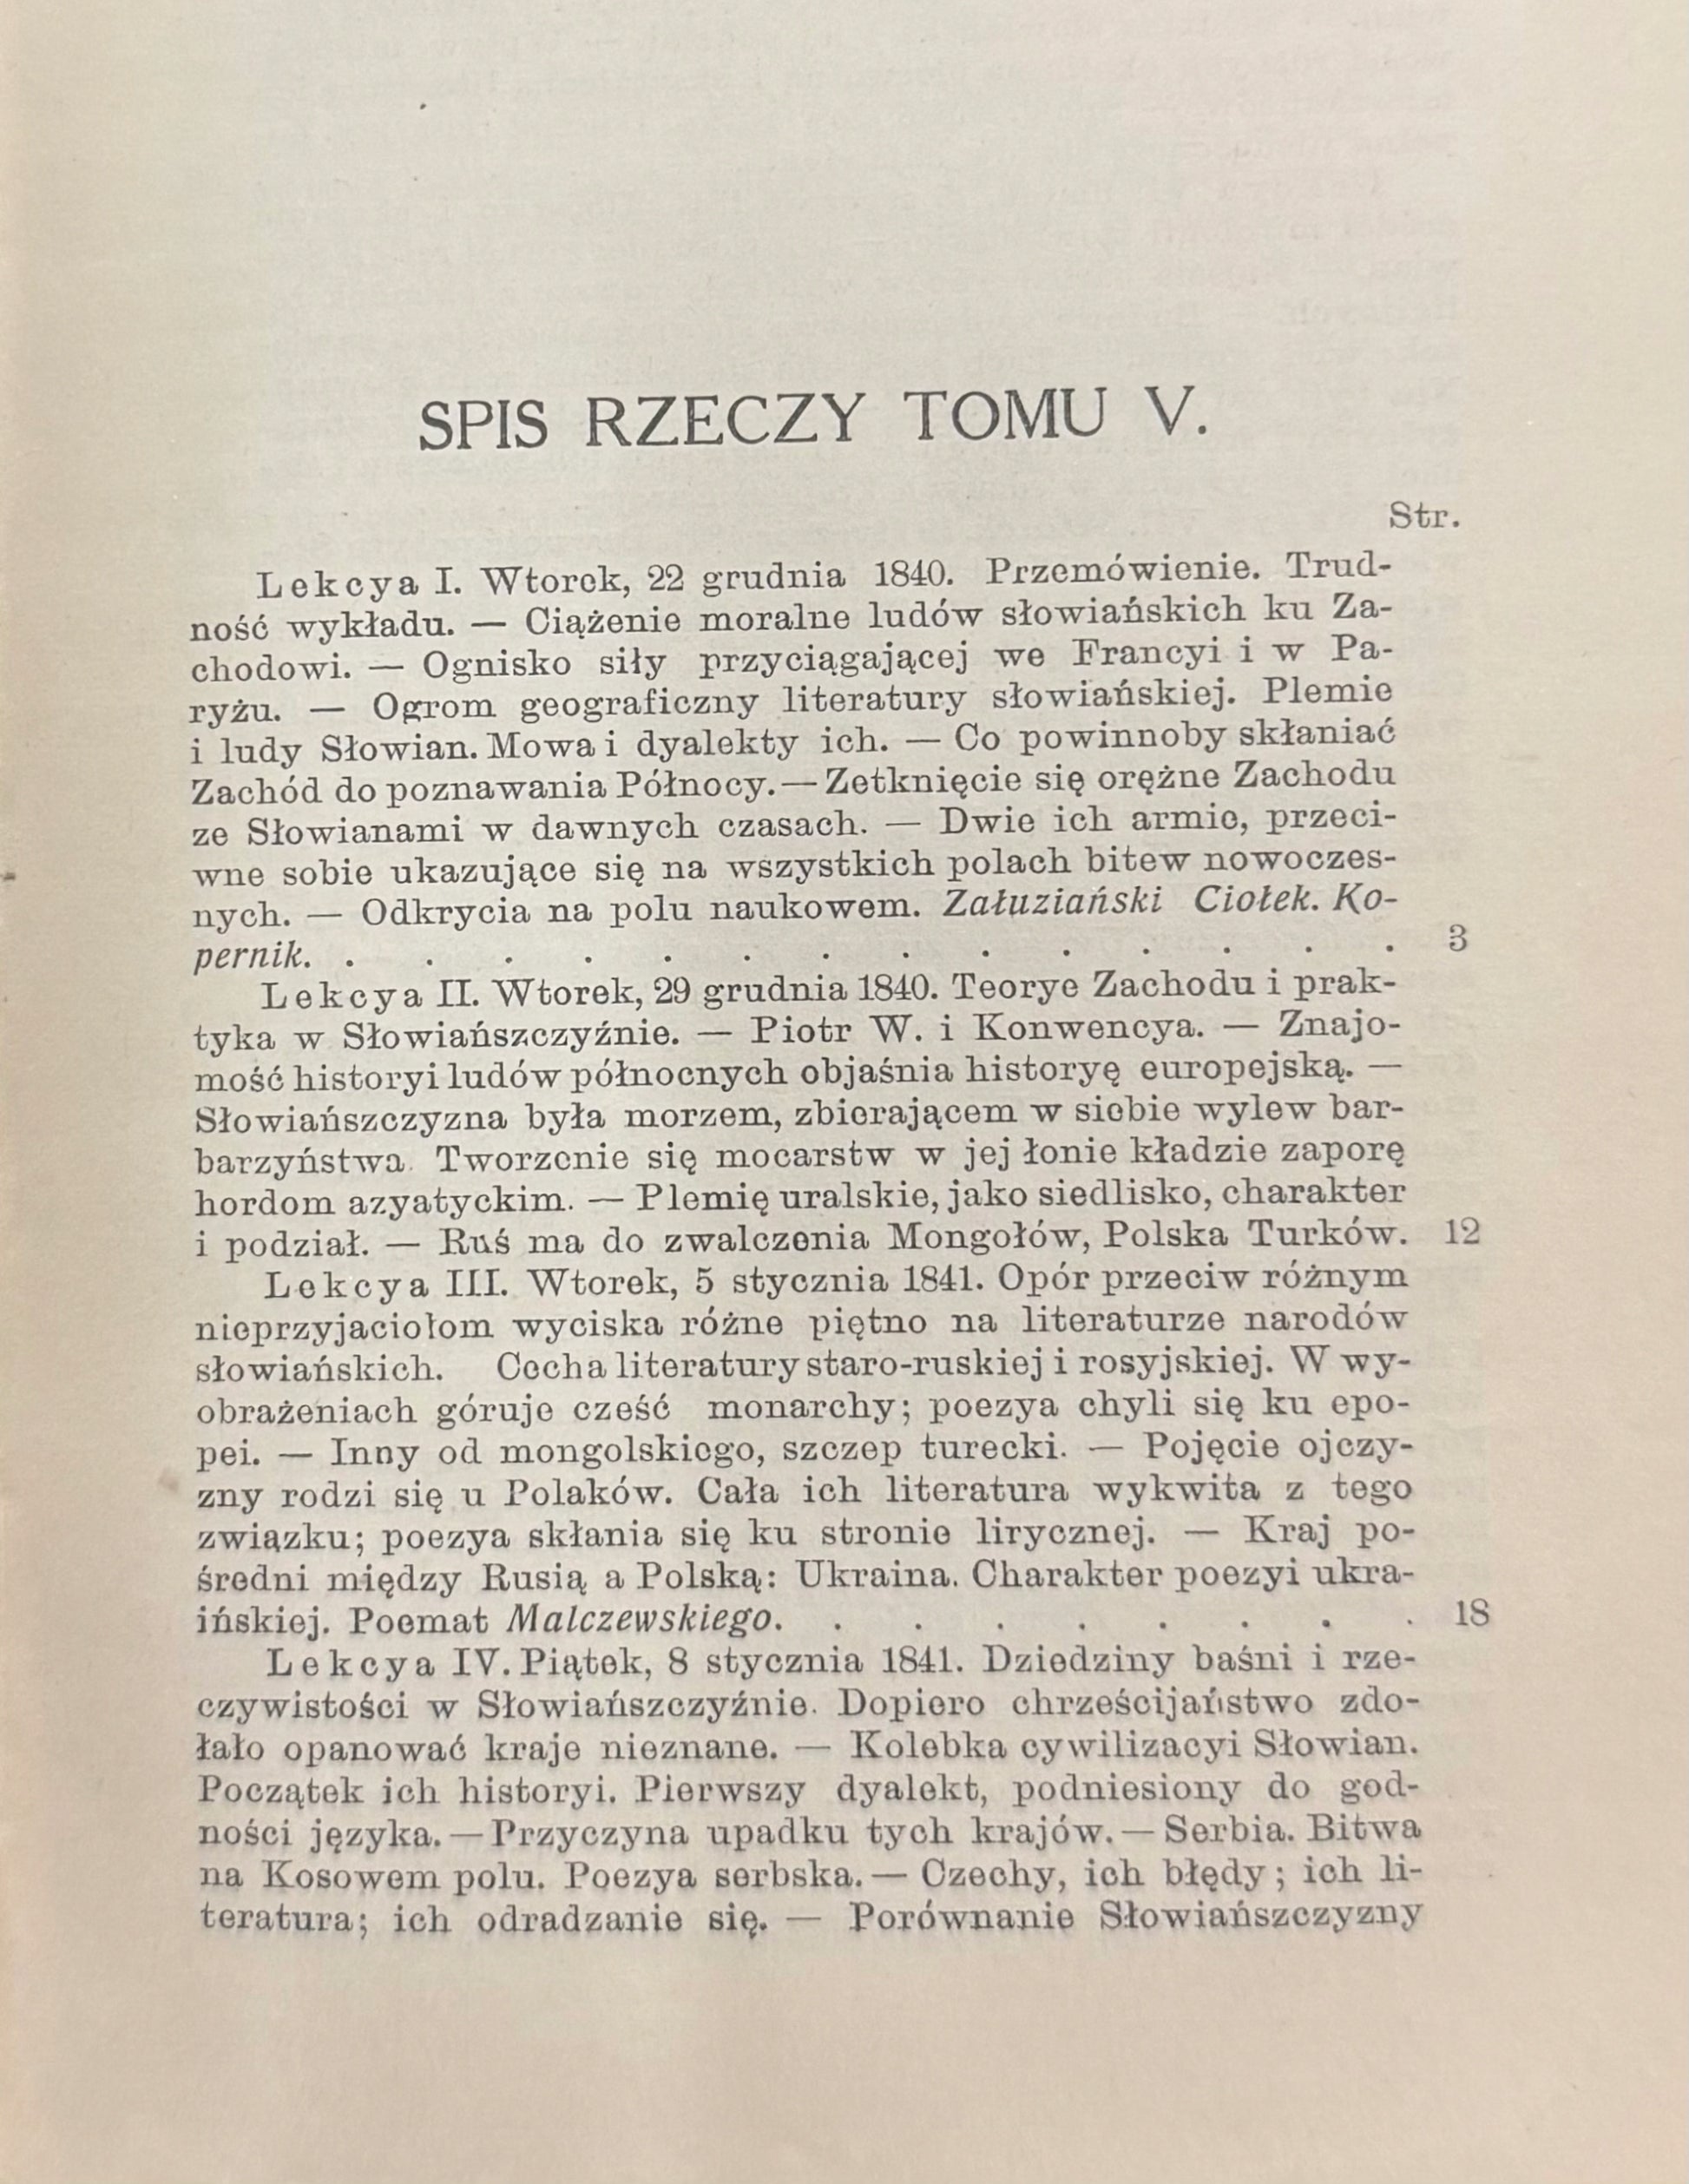 SPIS RZECZY TOMU V.
Str.
Lekcya I. Wtorek, 22 grudnia 1840. Przemówienie. Trud-
ność wykładu. — Ciążenie moralne ludów słowiańskich ku Za-
chodowi. — Ognisko siły przyciągającej we Francyi i w Pa-
ryżu. — Ogrom geograficzny literatury słowiańskiej. Plemie
i ludy Słowian. Mowa i dyalekty ich. — Co powinnoby skłaniać
Zachód do poznawania Północy. — Zetknięcie się orężne Zachodu
ze Słowianami w dawnych czasach. — Dwie ich armie, przeci-
wne sobie ukazujące się na wszystkich polach bitew nowoczes-
nych. — Odkrycia na polu naukowem. Załuziański Ciołek. Ko-
pernik. . . . . . . . . . . . . . . 3
Lekcya II. Wtorek, 29 grudnia 1840. Teorye Zachodu i prak-
tyka w Słowiańszczyźnie. — Piotr W. i Konwencya. — Znajo-
mość historyi ludów północnych objaśnia historyę europejską. —
Słowiańszczyzna była morzem, zbierającem w siebie wylew bar-
barzyństwa. Tworzenie się mocarstw w jej łonie kładzie zaporę
hordom azyatyckim. — Plemię uralskie, jako siedlisko, charakter
i podział. — Ruś ma do zwalczenia Mongołów, Polska Turków. 12
Lekcya III. Wtorek, 5 stycznia 1841. Opór przeciw różnym
nieprzyjaciołom wyciska różne piętno na literaturze narodów
słowiańskich. Cecha literatury staro-ruskiej i rosyjskiej. W wy-
obrażeniach góruje cześć monarchy; poezya chyli się ku epo-
pei. — Inny od mongolskiego, szczep turecki. — Pojęcie ojczy-
zny rodzi się u Polaków. Cała ich literatura wykwita z tego
związku; poezya skłania się ku stronie lirycznej. — Kraj po-
średni między Rusią a Polską: Ukraina. Charakter poezyi ukra-
ińskiej. Poemat Malczewskiego. . . . . . . . . 18
Lekcya IV. Piątek, 8 stycznia 1841. Dziedziny baśni i rze-
czywistości w Słowiańszczyźnie. Dopiero chrześcijaństwo zdo-
łało opanować kraje nieznane. — Kolebka cywilizacyi Słowian.
Początek ich historyi. Pierwszy dyalekt, podniesiony do god-
ności języka. — Przyczyna upadku tych krajów. — Serbia. Bitwa
na Kosowem polu. Poezya serbska. — Czechy, ich błędy; ich li-
teratura; ich odradzanie się. — Porównanie Słowiańszczyzny